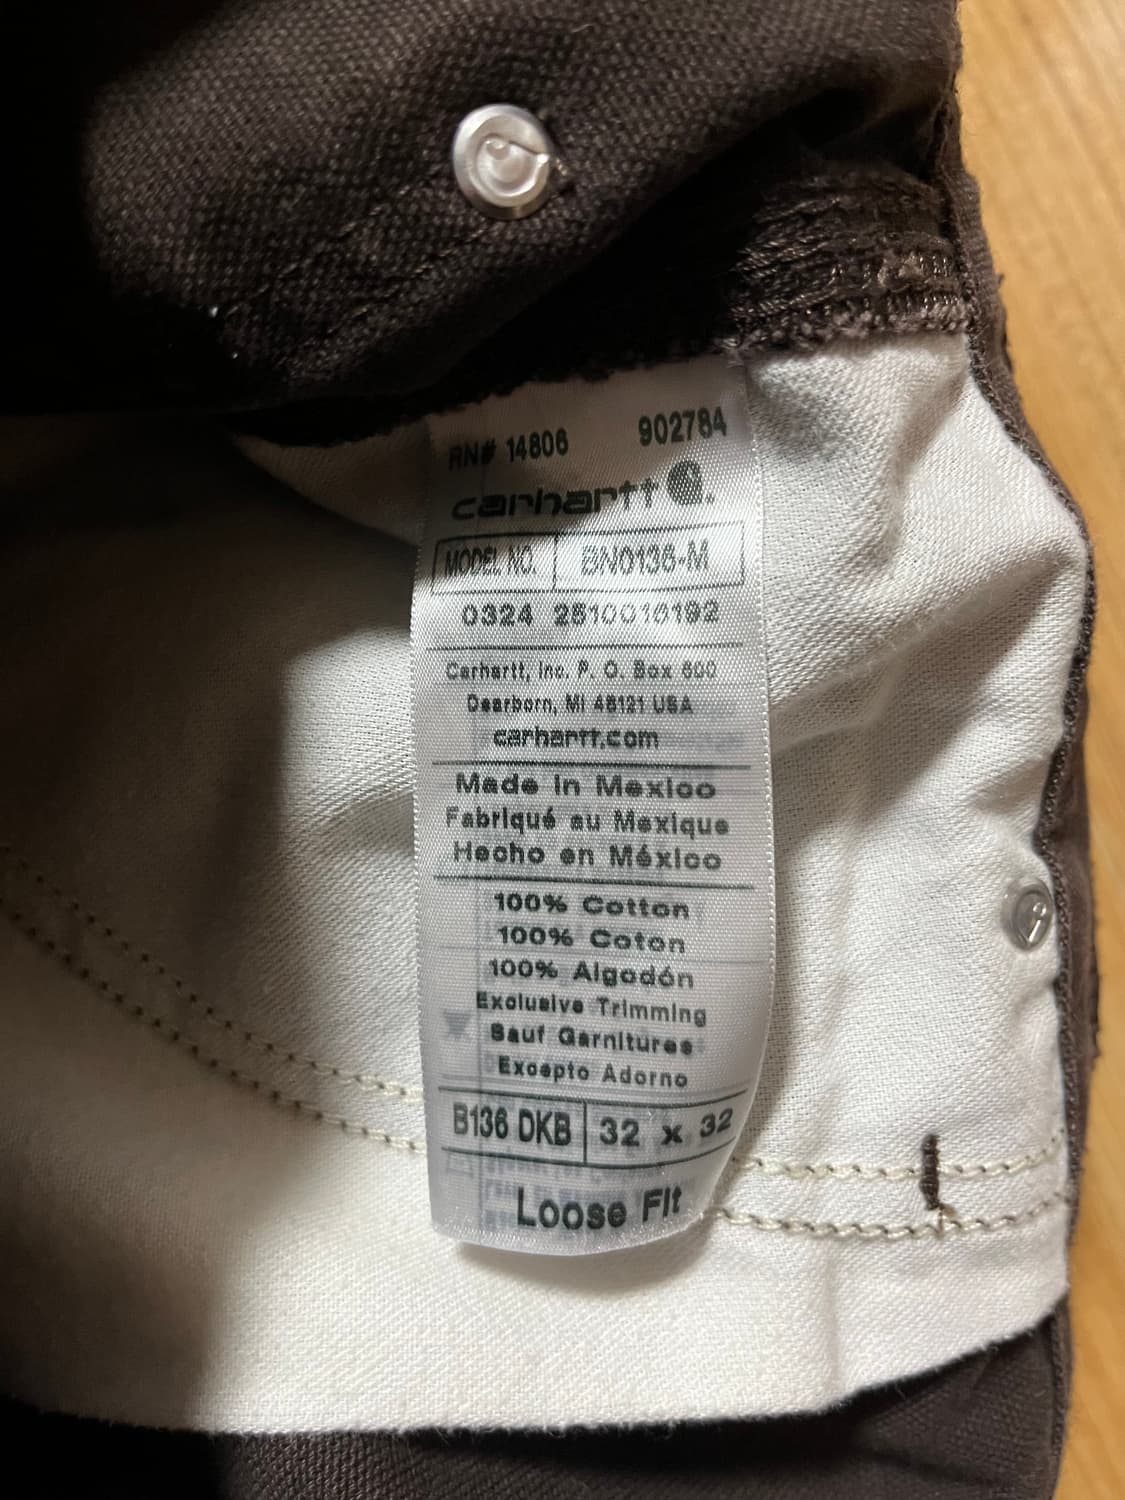 RN# 14806 902784
carhartt
MODEL NO. BN0136-M
0324 2510016192
Carhartt, Inc. P. O. Box 600
Dearborn, MI 48121 USA
carhartt.com
Made in Mexico
Fabriqué au Mexique
Hecho en México
100% Cotton
100% Coton
100% Algodón
Exclusive Trimming
Sauf Garnitures
Excepto Adorno
B136 DKB 32 x 32
Loose Fit